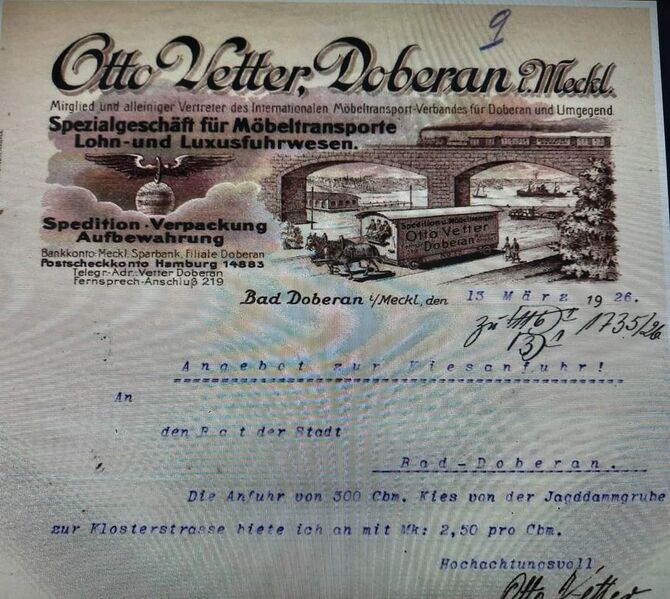 9
Otto Vetter, Doberan i. Meckl.
Mitglied und alleiniger Vertreter des Internationalen Möbeltransport-Verbandes für Doberan und Umgegend
Spezialgeschäft für Möbeltransporte
Lohn- und Luxusfuhrwesen.
Spedition u. Möbeltransport
Otto Vetter
Doberan
Spedition · Verpackung
Aufbewahrung
Bankkonto: Meckl. Sparbank, Filiale Doberan
Postscheckkonto Hamburg 14883
Telegr.-Adr.: Vetter Doberan
Fernsprech-Anschluß 219
Bad Doberan i/Meckl., den 13 März 1926.
zu 1735/26
Angebot zur Kiesanfuhr!
An
den Rat der Stadt
Bad-Doberan.
Die Anfuhr von 300 Cbm. Kies von der Jagddammgrube
zur Klosterstrasse biete ich an mit Mk: 2,50 pro Cbm.
Hochachtungsvoll
Otto Vetter